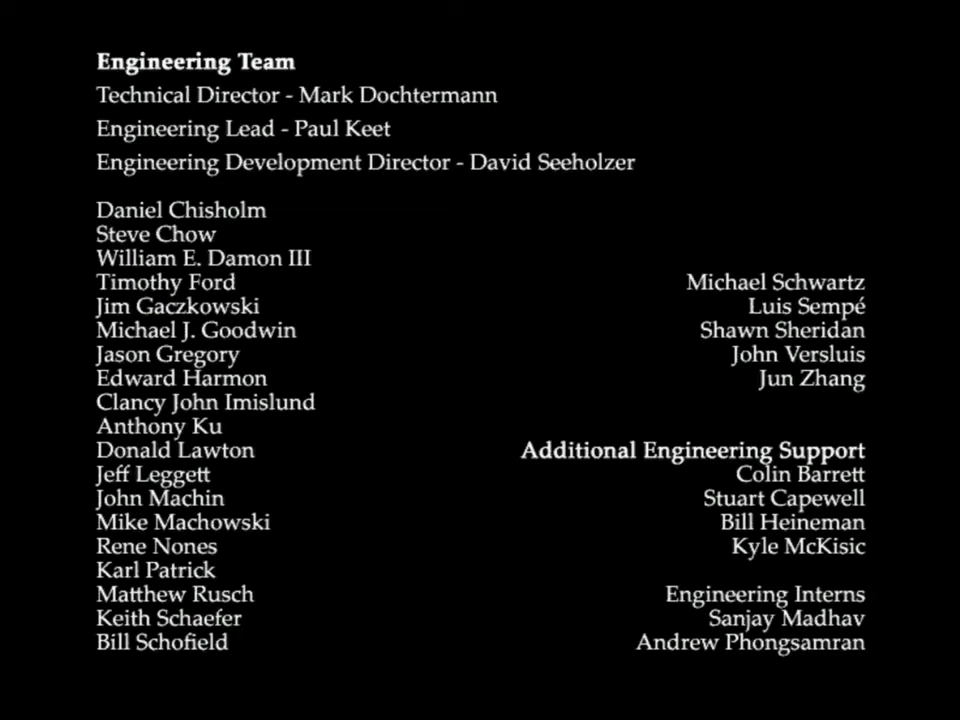 Engineering Team
Technical Director - Mark Dochtermann
Engineering Lead - Paul Keet
Engineering Development Director - David Seeholzer
Daniel Chisholm
Steve Chow
William E. Damon III
Timothy Ford
Jim Gaczkowski
Michael J. Goodwin
Jason Gregory
Edward Harmon
Clancy John Imislund
Anthony Ku
Donald Lawton
Jeff Leggett
John Machin
Mike Machowski
Rene Nones
Karl Patrick
Matthew Rusch
Keith Schaefer
Bill Schofield
Michael Schwartz
Luis Sempé
Shawn Sheridan
John Versluis
Jun Zhang
Additional Engineering Support
Colin Barrett
Stuart Capewell
Bill Heineman
Kyle McKisic
Engineering Interns
Sanjay Madhav
Andrew Phongsamran